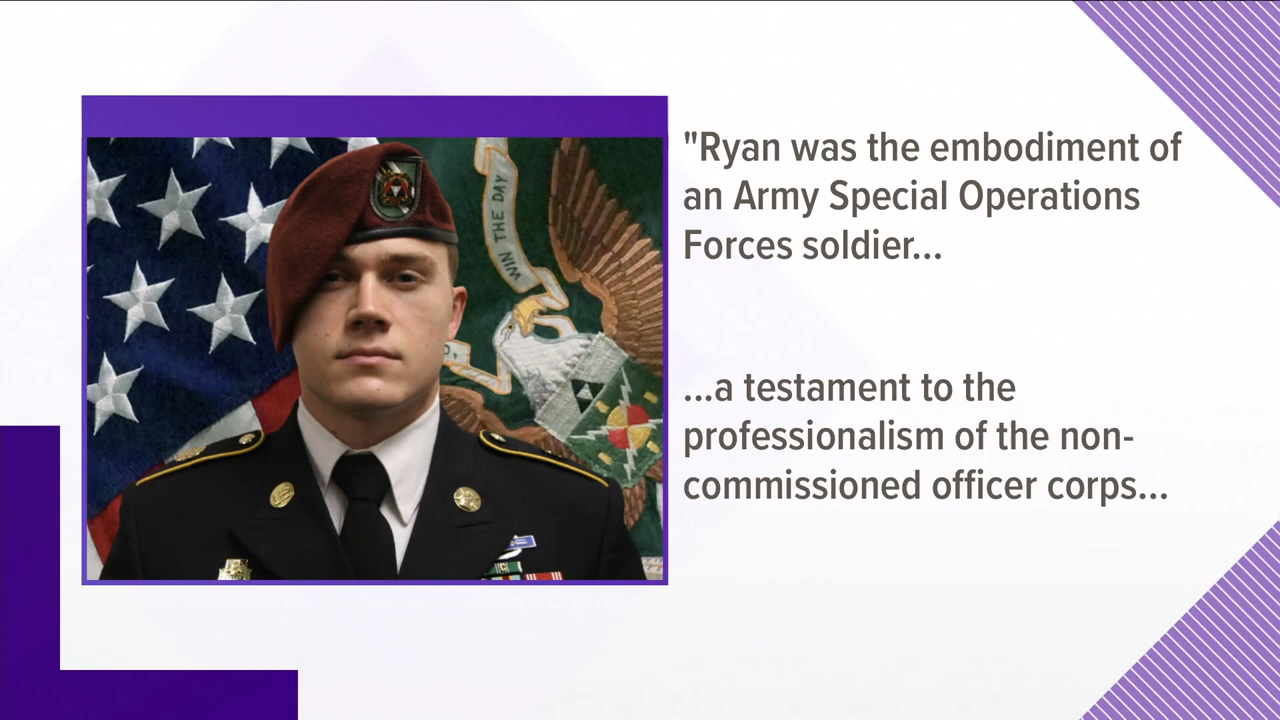 "Ryan was the embodiment of
an Army Special Operations
Forces soldier...
...a testament to the
professionalism of the non-
commissioned officer corps...
WIN THE DAY